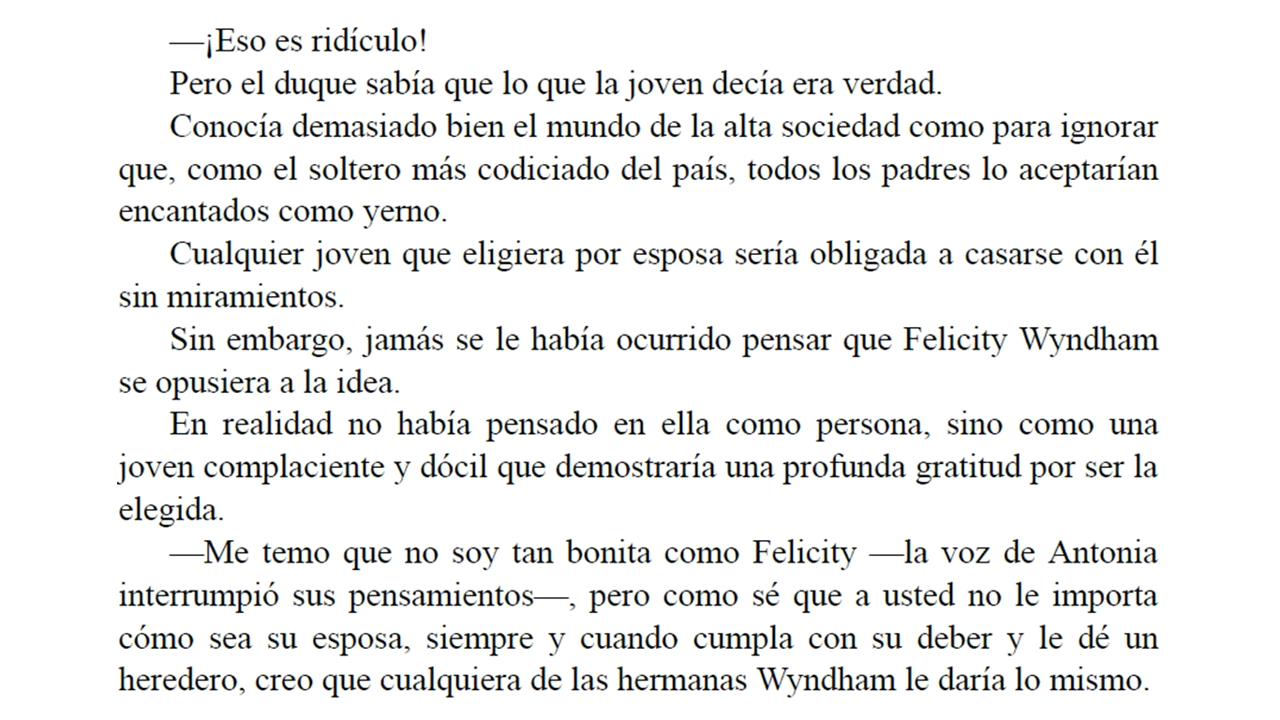 —¡Eso es ridículo!
Pero el duque sabía que lo que la joven decía era verdad.
Conocía demasiado bien el mundo de la alta sociedad como para ignorar
que, como el soltero más codiciado del país, todos los padres lo aceptarían
encantados como yerno.
Cualquier joven que eligiera por esposa sería obligada a casarse con él
sin miramientos.
Sin embargo, jamás se le había ocurrido pensar que Felicity Wyndham
se opusiera a la idea.
En realidad no había pensado en ella como persona, sino como una
joven complaciente y dócil que demostraría una profunda gratitud por ser la
elegida.
—Me temo que no soy tan bonita como Felicity —la voz de Antonia
interrumpió sus pensamientos—, pero como sé que a usted no le importa
cómo sea su esposa, siempre y cuando cumpla con su deber y le dé un
heredero, creo que cualquiera de las hermanas Wyndham le daría lo mismo.